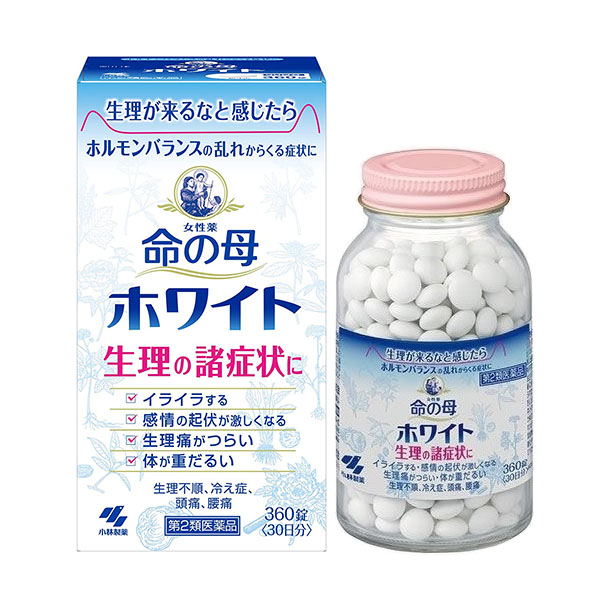 ホワイト
生理が来るなと感じたら
ホルモンバランスの乱れからくる症状に
女性薬
命の母
ホワイト
生理の諸症状に
イライラする
感情の起伏が激しくなる
生理痛がつらい
体が重だるい
生理不順、冷え症、
頭痛、腰痛
小林製薬
第2類医薬品
360錠
〈30日分〉
生理が来るなと感じたら
ホルモンバランスの乱れからくる症状に
第2類医薬品
女性薬
命の母
ホワイト
生理の諸症状に
イライラする・感情の起伏が激しくなる
生理痛がつらい・体が重だるい
生理不順、冷え症、頭痛、腰痛
小林製薬
360錠
〈30日分〉